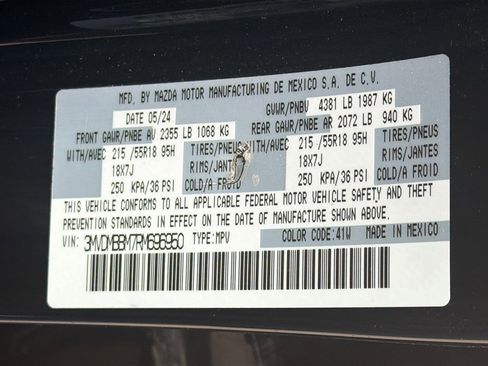 MFD. BY MAZDA MOTOR MANUFACTURING DE MEXICO S.A. DE C.V.
DATE 05/24 GVWR/PNBV 4381 LB 1987 KG
FRONT GAWR/PNBE AV 2355 LB 1068 KG REAR GAWR/PNBE AR 2072 LB 940 KG
WITH/AVEC 215/55R18 95H TIRES/PNEUS WITH/AVEC 215/55R18 95H TIRES/PNEUS
18X7J RIMS/JANTES 18X7J RIMS/JANTES
250 KPA/36 PSI COLD/A FROID 250 KPA/36 PSI COLD/A FROID
THIS VEHICLE CONFORMS TO ALL APPLICABLE FEDERAL MOTOR VEHICLE SAFETY AND THEFT
PREVENTION STANDARDS IN EFFECT ON THE DATE OF MANUFACTURE SHOWN ABOVE.
VIN: 3MVDMBBM7RM696960 TYPE:MPV COLOR CODE:41W MADE IN MEXICO